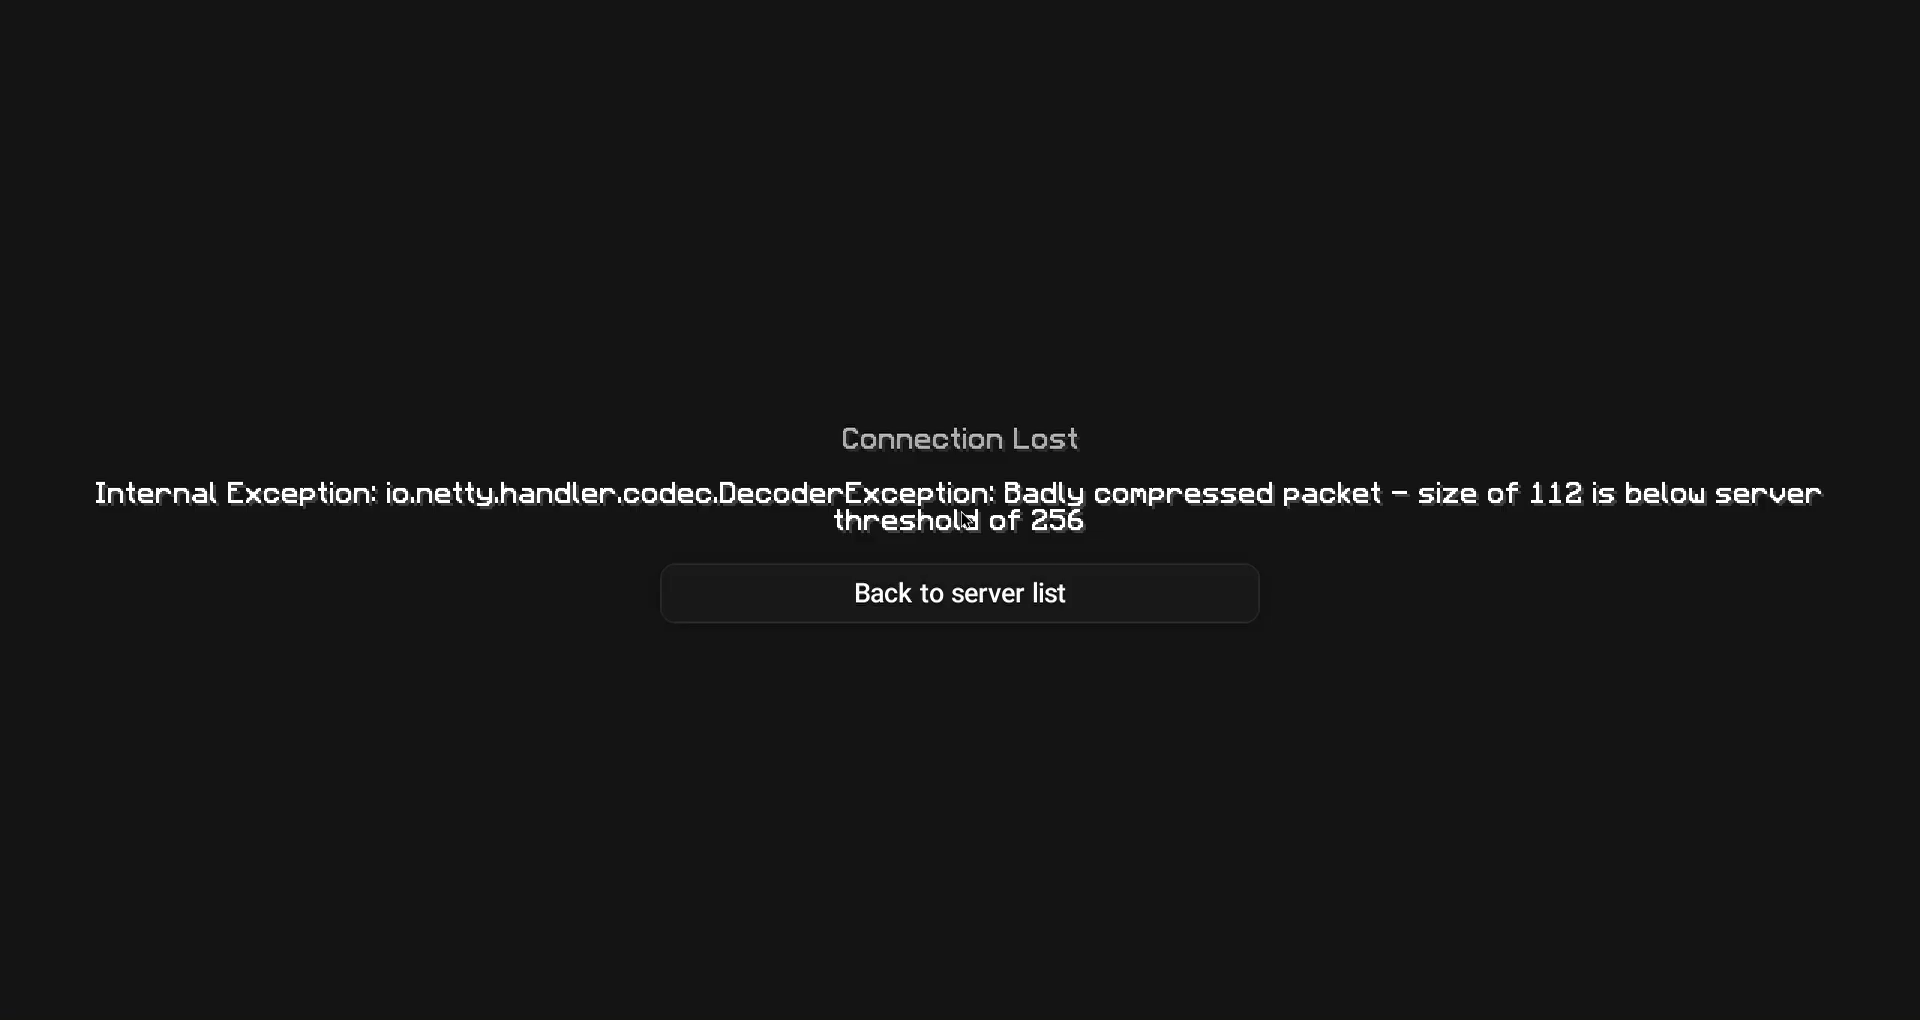 Connection Lost
Internal Exception: io.netty.handler.codec.DecoderException: Badly compressed packet - size of 112 is below server
threshold of 256
Back to server list